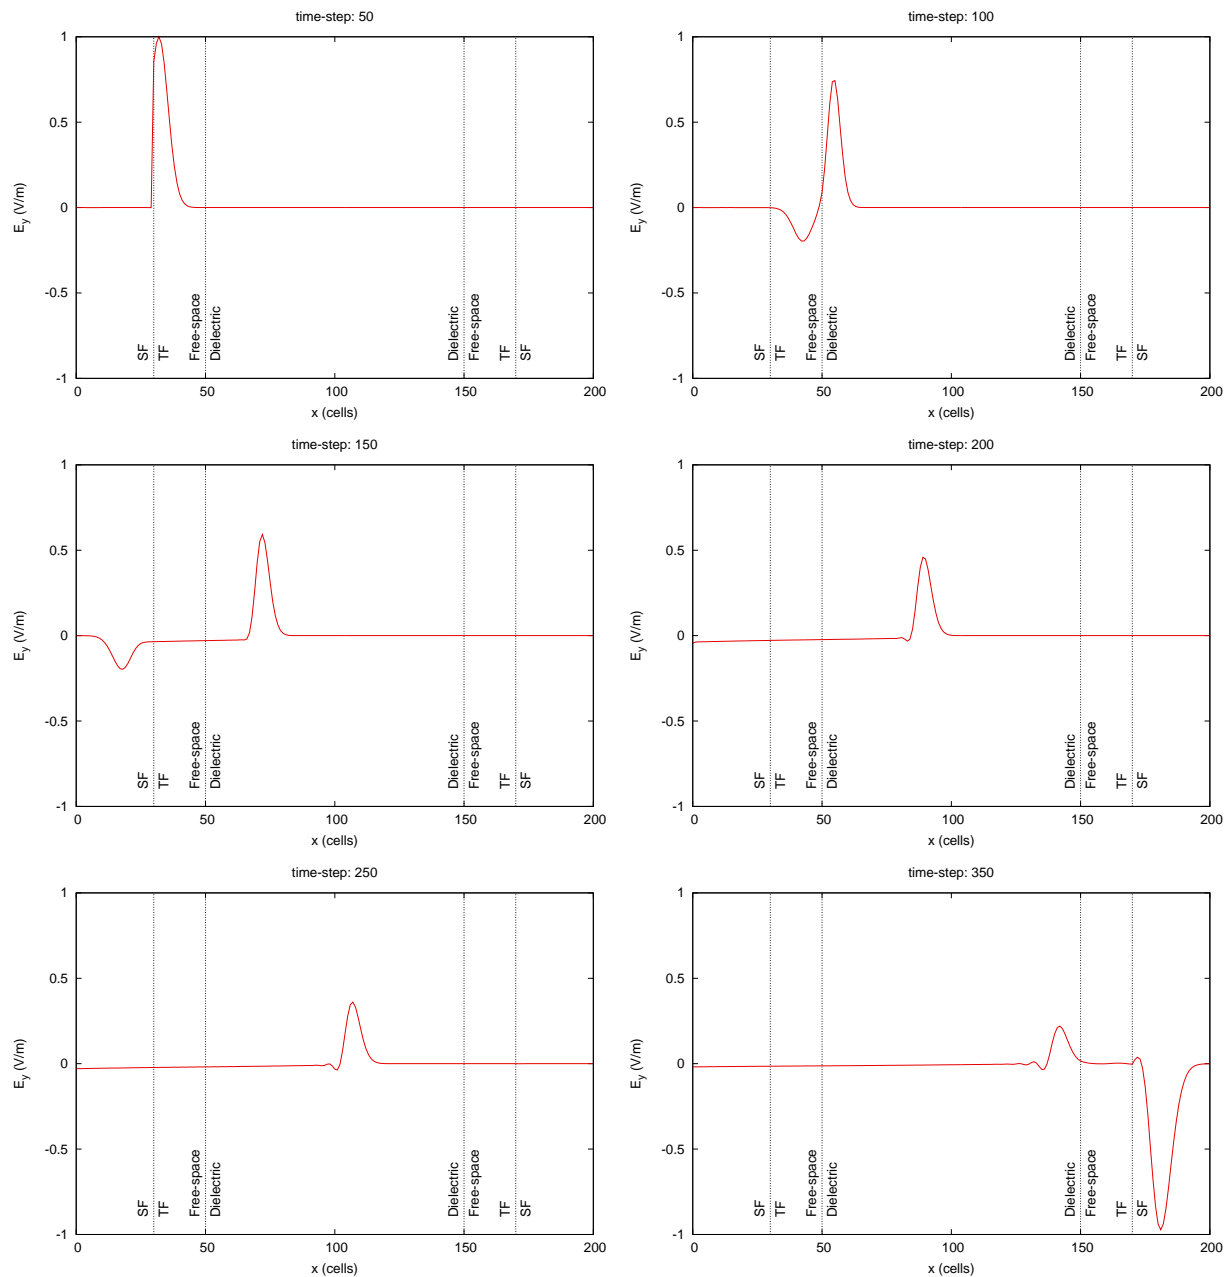 time-step: 50
1
0.5
0
-0.5
-1
E_y (V/m)
SF
TF
Free-space
Dielectric
Dielectric
Free-space
TF
SF
0
50
100
150
200
x (cells)
time-step: 100
1
0.5
0
-0.5
-1
E_y (V/m)
SF
TF
Free-space
Dielectric
Dielectric
Free-space
TF
SF
0
50
100
150
200
x (cells)
time-step: 150
1
0.5
0
-0.5
-1
E_y (V/m)
SF
TF
Free-space
Dielectric
Dielectric
Free-space
TF
SF
0
50
100
150
200
x (cells)
time-step: 200
1
0.5
0
-0.5
-1
E_y (V/m)
SF
TF
Free-space
Dielectric
Dielectric
Free-space
TF
SF
0
50
100
150
200
x (cells)
time-step: 250
1
0.5
0
-0.5
-1
E_y (V/m)
SF
TF
Free-space
Dielectric
Dielectric
Free-space
TF
SF
0
50
100
150
200
x (cells)
time-step: 350
1
0.5
0
-0.5
-1
E_y (V/m)
SF
TF
Free-space
Dielectric
Dielectric
Free-space
TF
SF
0
50
100
150
200
x (cells)